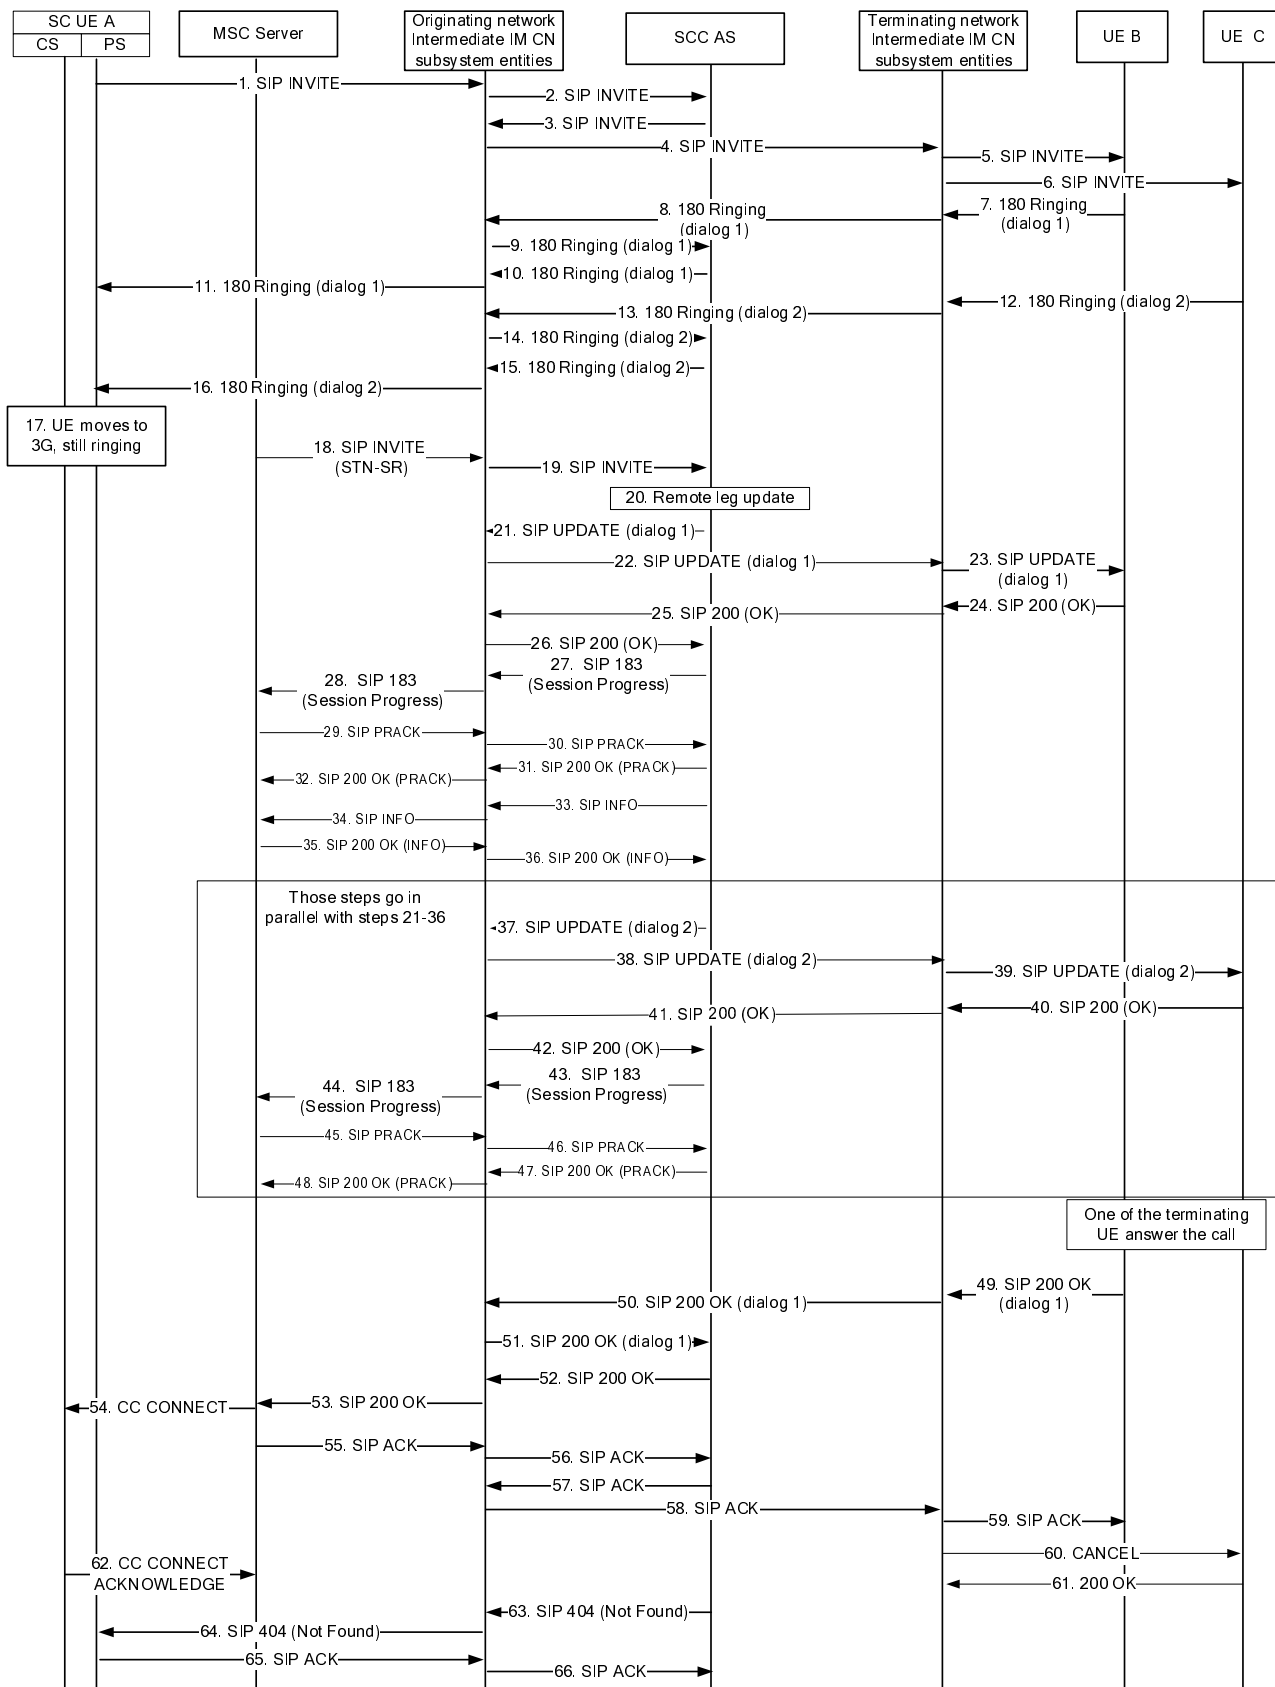 SC UE A
CS
PS
MSC Server
Originating network
Intermediate IM CN
subsystem entities
SCC AS
Terminating network
Intermediate IM CN
subsystem entities
UE B
UE C
1. SIP INVITE
2. SIP INVITE
3. SIP INVITE
4. SIP INVITE
5. SIP INVITE
6. SIP INVITE
7. 180 Ringing
(dialog 1)
8. 180 Ringing
(dialog 1)
9. 180 Ringing (dialog 1)
10. 180 Ringing (dialog 1)
11. 180 Ringing (dialog 1)
12. 180 Ringing (dialog 2)
13. 180 Ringing (dialog 2)
14. 180 Ringing (dialog 2)
15. 180 Ringing (dialog 2)
16. 180 Ringing (dialog 2)
17. UE moves to
3G, still ringing
18. SIP INVITE
(STN-SR)
19. SIP INVITE
20. Remote leg update
21. SIP UPDATE (dialog 1)
22. SIP UPDATE (dialog 1)
23. SIP UPDATE
(dialog 1)
24. SIP 200 (OK)
25. SIP 200 (OK)
26. SIP 200 (OK)
27. SIP 183
(Session Progress)
28. SIP 183
(Session Progress)
29. SIP PRACK
30. SIP PRACK
31. SIP 200 OK (PRACK)
32. SIP 200 OK (PRACK)
33. SIP INFO
34. SIP INFO
35. SIP 200 OK (INFO)
36. SIP 200 OK (INFO)
Those steps go in
parallel with steps 21-36
37. SIP UPDATE (dialog 2)
38. SIP UPDATE (dialog 2)
39. SIP UPDATE (dialog 2)
40. SIP 200 (OK)
41. SIP 200 (OK)
42. SIP 200 (OK)
43. SIP 183
(Session Progress)
44. SIP 183
(Session Progress)
45. SIP PRACK
46. SIP PRACK
47. SIP 200 OK (PRACK)
48. SIP 200 OK (PRACK)
One of the terminating
UE answer the call
49. SIP 200 OK
(dialog 1)
50. SIP 200 OK (dialog 1)
51. SIP 200 OK (dialog 1)
52. SIP 200 OK
53. SIP 200 OK
54. CC CONNECT
55. SIP ACK
56. SIP ACK
57. SIP ACK
58. SIP ACK
59. SIP ACK
60. CANCEL
61. 200 OK
62. CC CONNECT
ACKNOWLEDGE
63. SIP 404 (Not Found)
64. SIP 404 (Not Found)
65. SIP ACK
66. SIP ACK